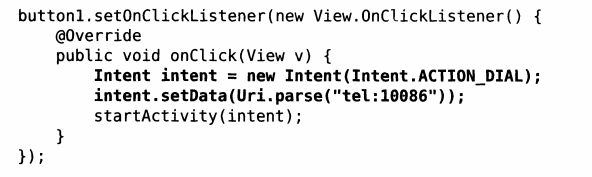 button1.setOnClickListener(new View.OnClickListener() {
    @Override
    public void onClick(View v) {
        Intent intent = new Intent(Intent.ACTION_DIAL);
        intent.setData(Uri.parse("tel:10086"));
        startActivity(intent);
    }
});